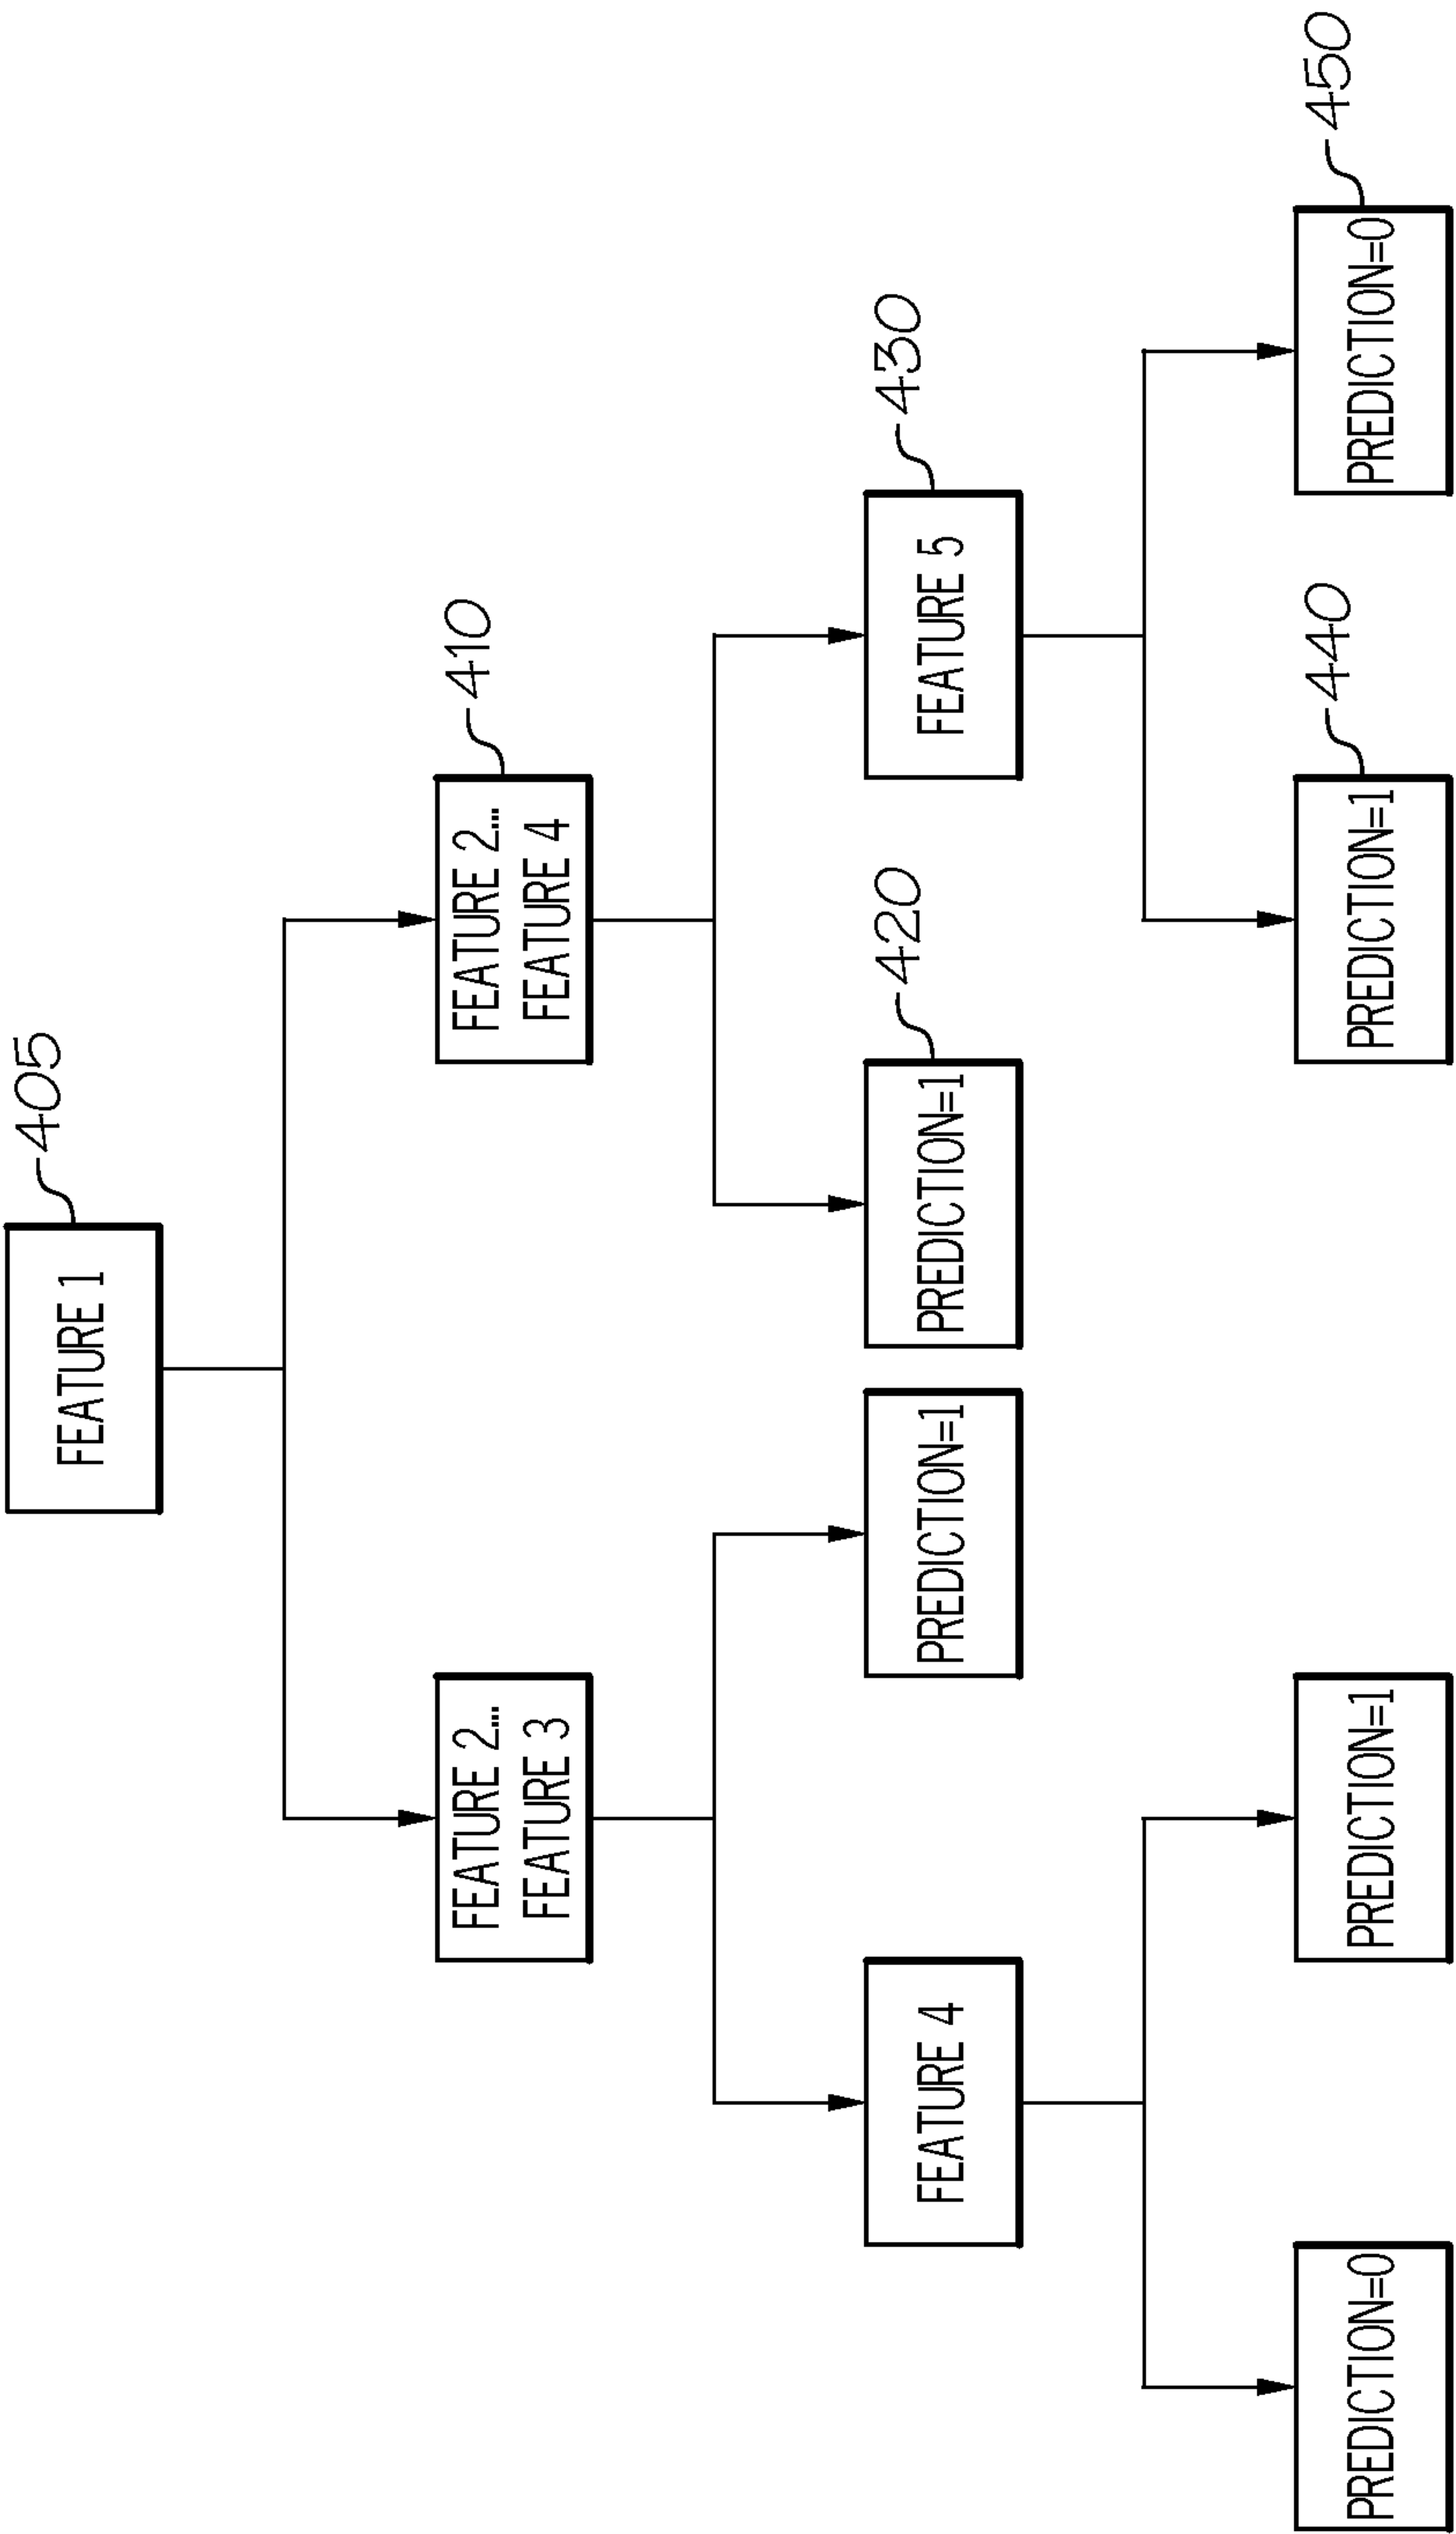 FEATURE 1
405
FEATURE 2...
FEATURE 3
FEATURE 2...
FEATURE 4
410
FEATURE 4
PREDICTION=1
PREDICTION=1
420
FEATURE 5
430
PREDICTION=0
PREDICTION=1
PREDICTION=1
440
PREDICTION=0
450